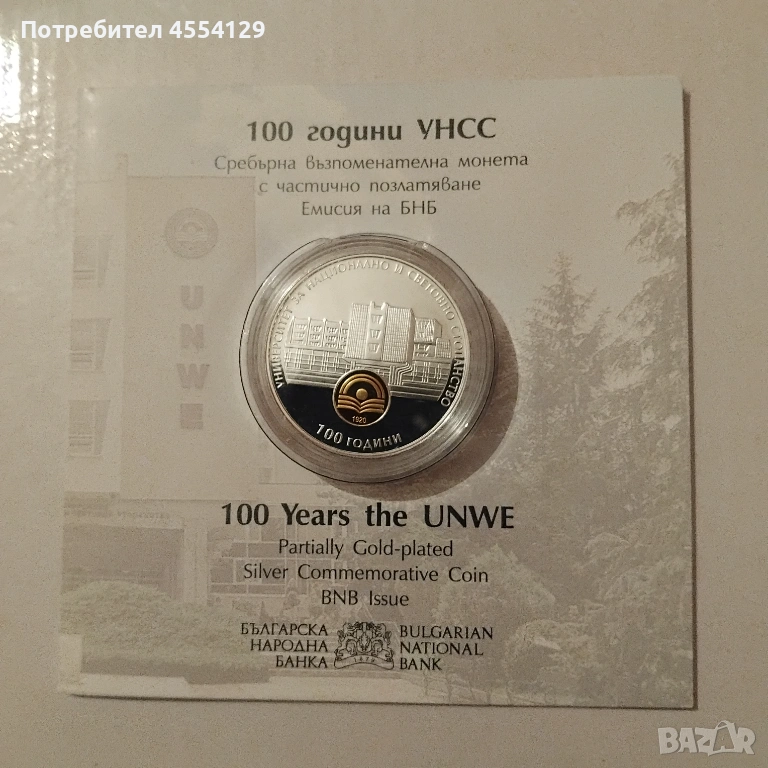 Потребител 4554129
100 години УНСС
Сребърна възпоменателна монета
с частично позлатяване
Емисия на БНБ
UNWE
УНИВЕРСИТЕТ ЗА НАЦИОНАЛНО И СВЕТОВНО СТОПАНСТВО
1920
100 ГОДИНИ
100 Years the UNWE
Partially Gold-plated
Silver Commemorative Coin
BNB Issue
БЪЛГАРСКА
НАРОДНА
БАНКА
1879
BULGARIAN
NATIONAL
BANK
BAZAR